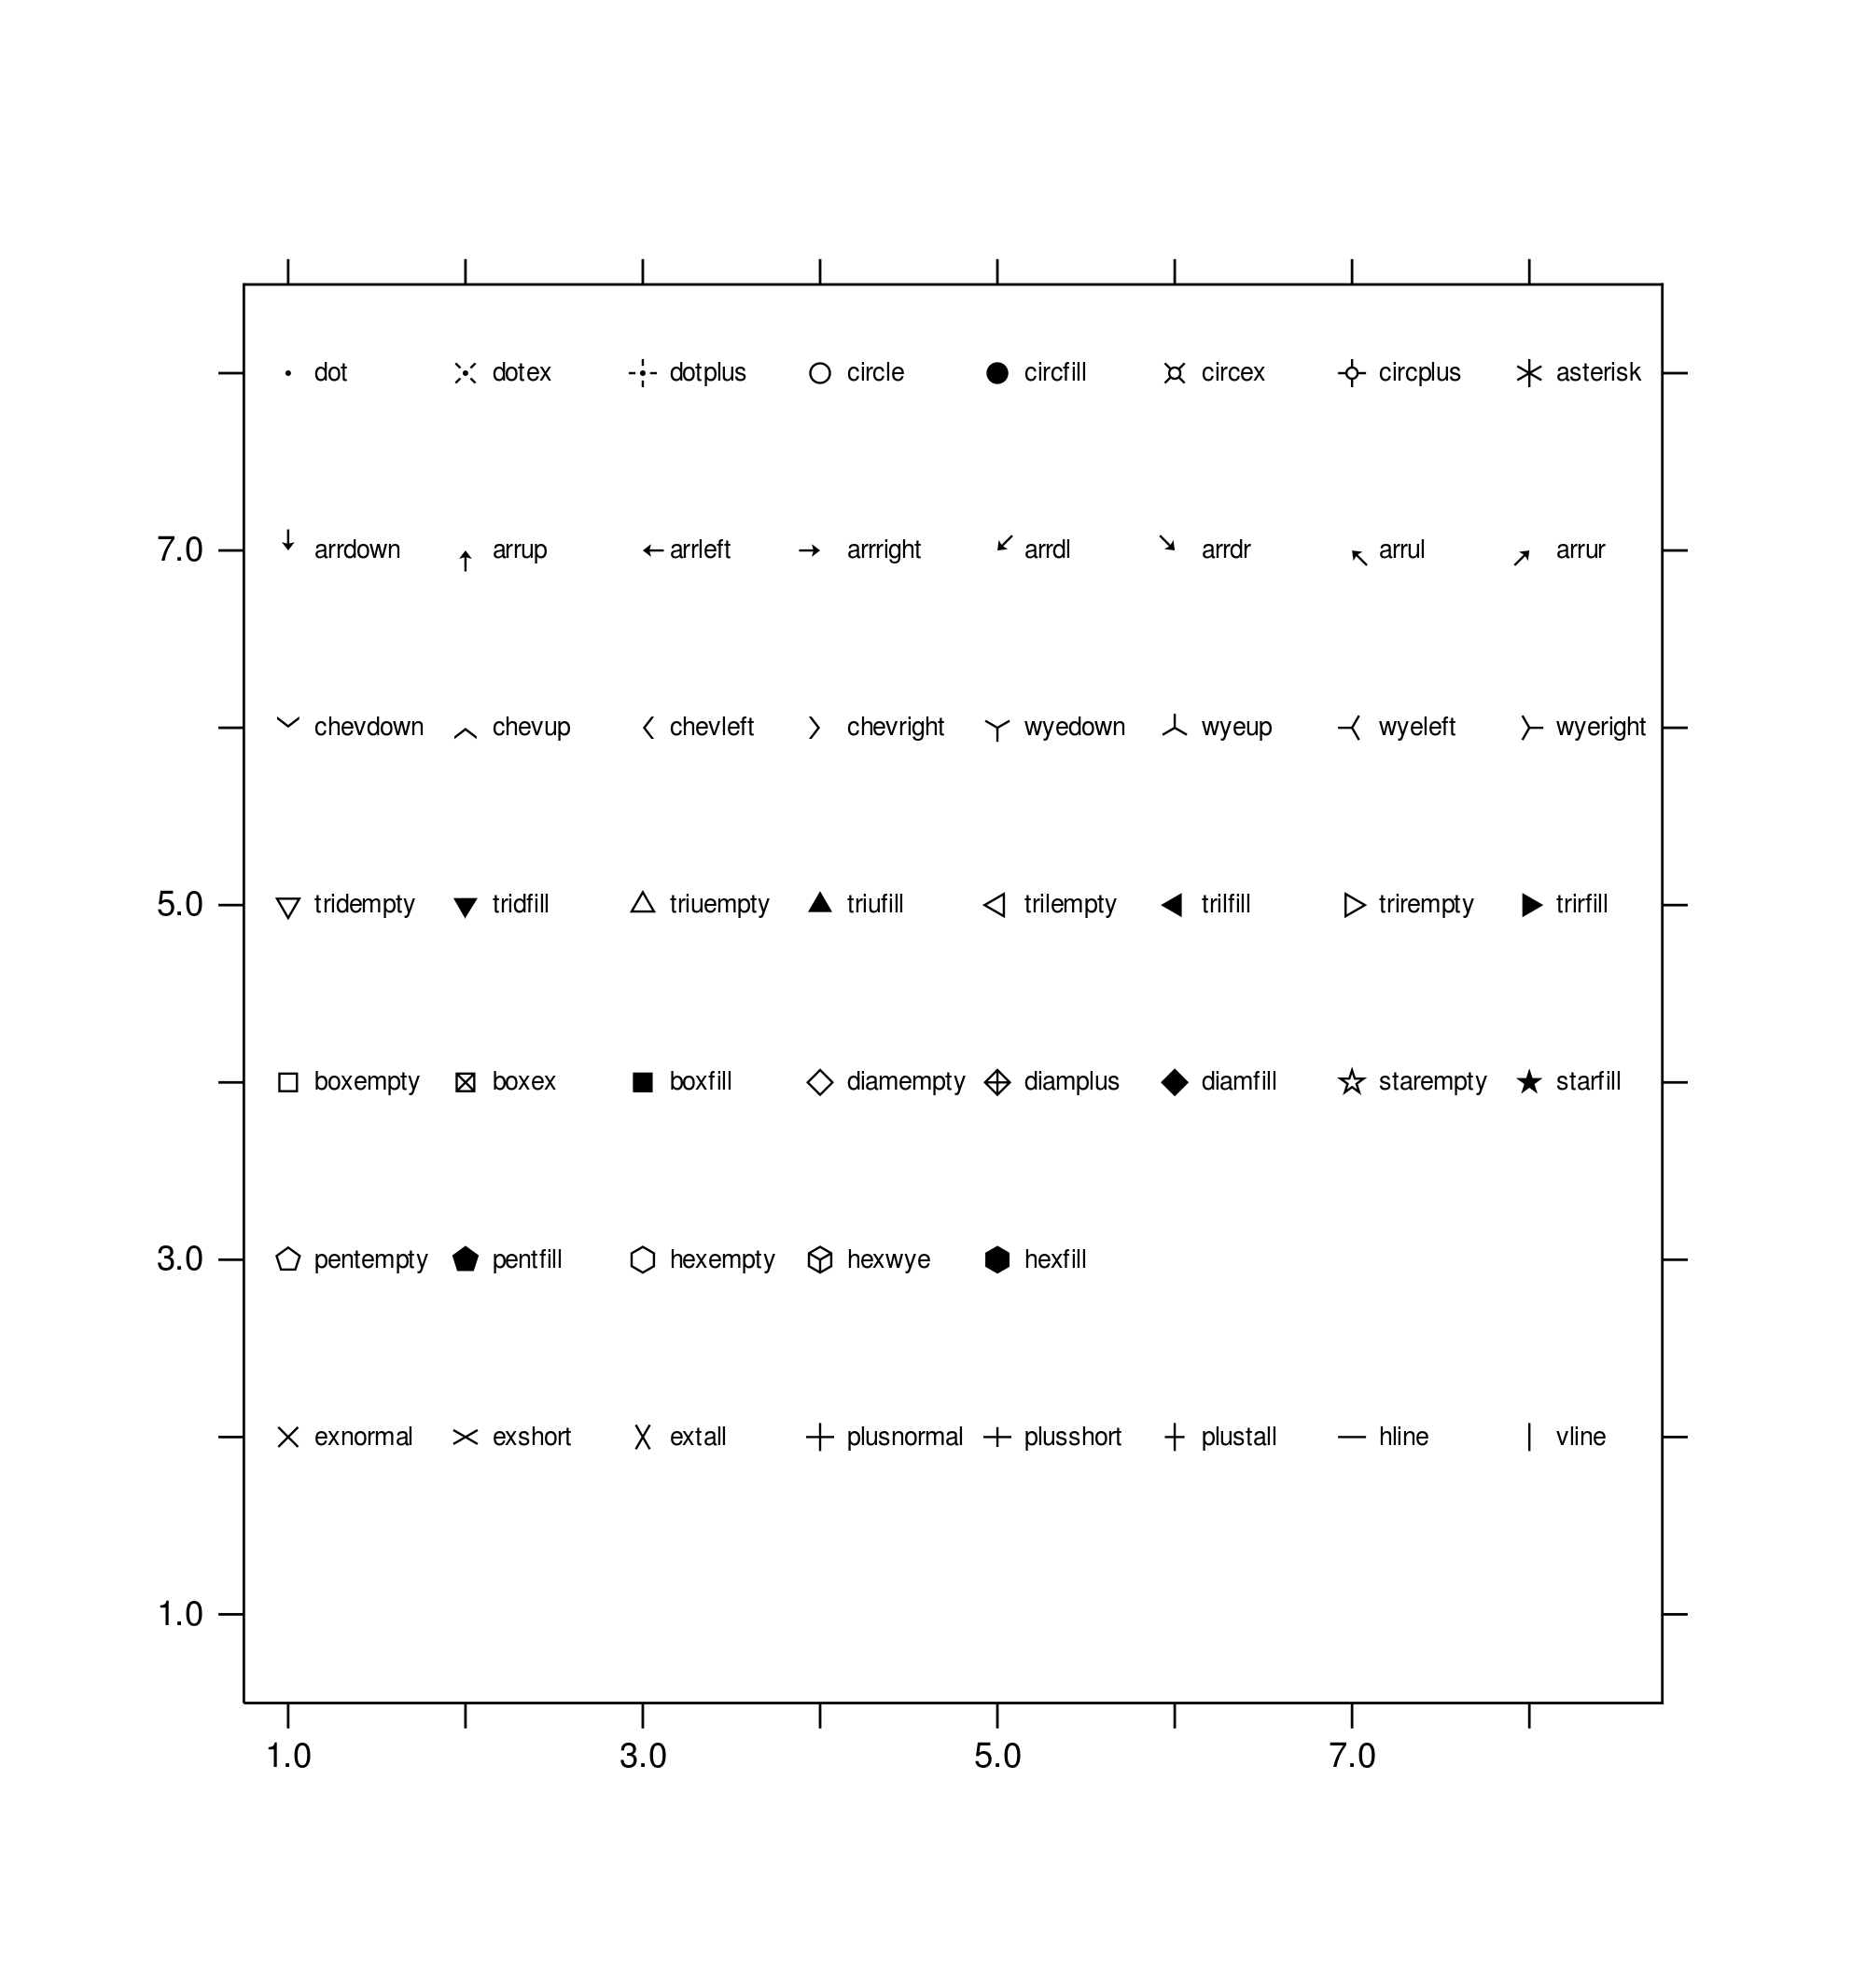 dot dotex dotplus circle circfill circex circplus asterisk
7.0 arrdown arrup arrleft arrright arrdl arrdr arrul arrur
chevdown chevup chevleft chevright wyedown wyeup wyeleft wyeright
5.0 tridempty tridfill triuempty triufill trilempty trilfill trirempty trirfill
boxempty boxex boxfill diamempty diamplus diamfill starempty starfill
3.0 pentempty pentfill hexempty hexwye hexfill
exnormal exshort extall plusnormal plusshort plustall hline vline
1.0
1.0 3.0 5.0 7.0